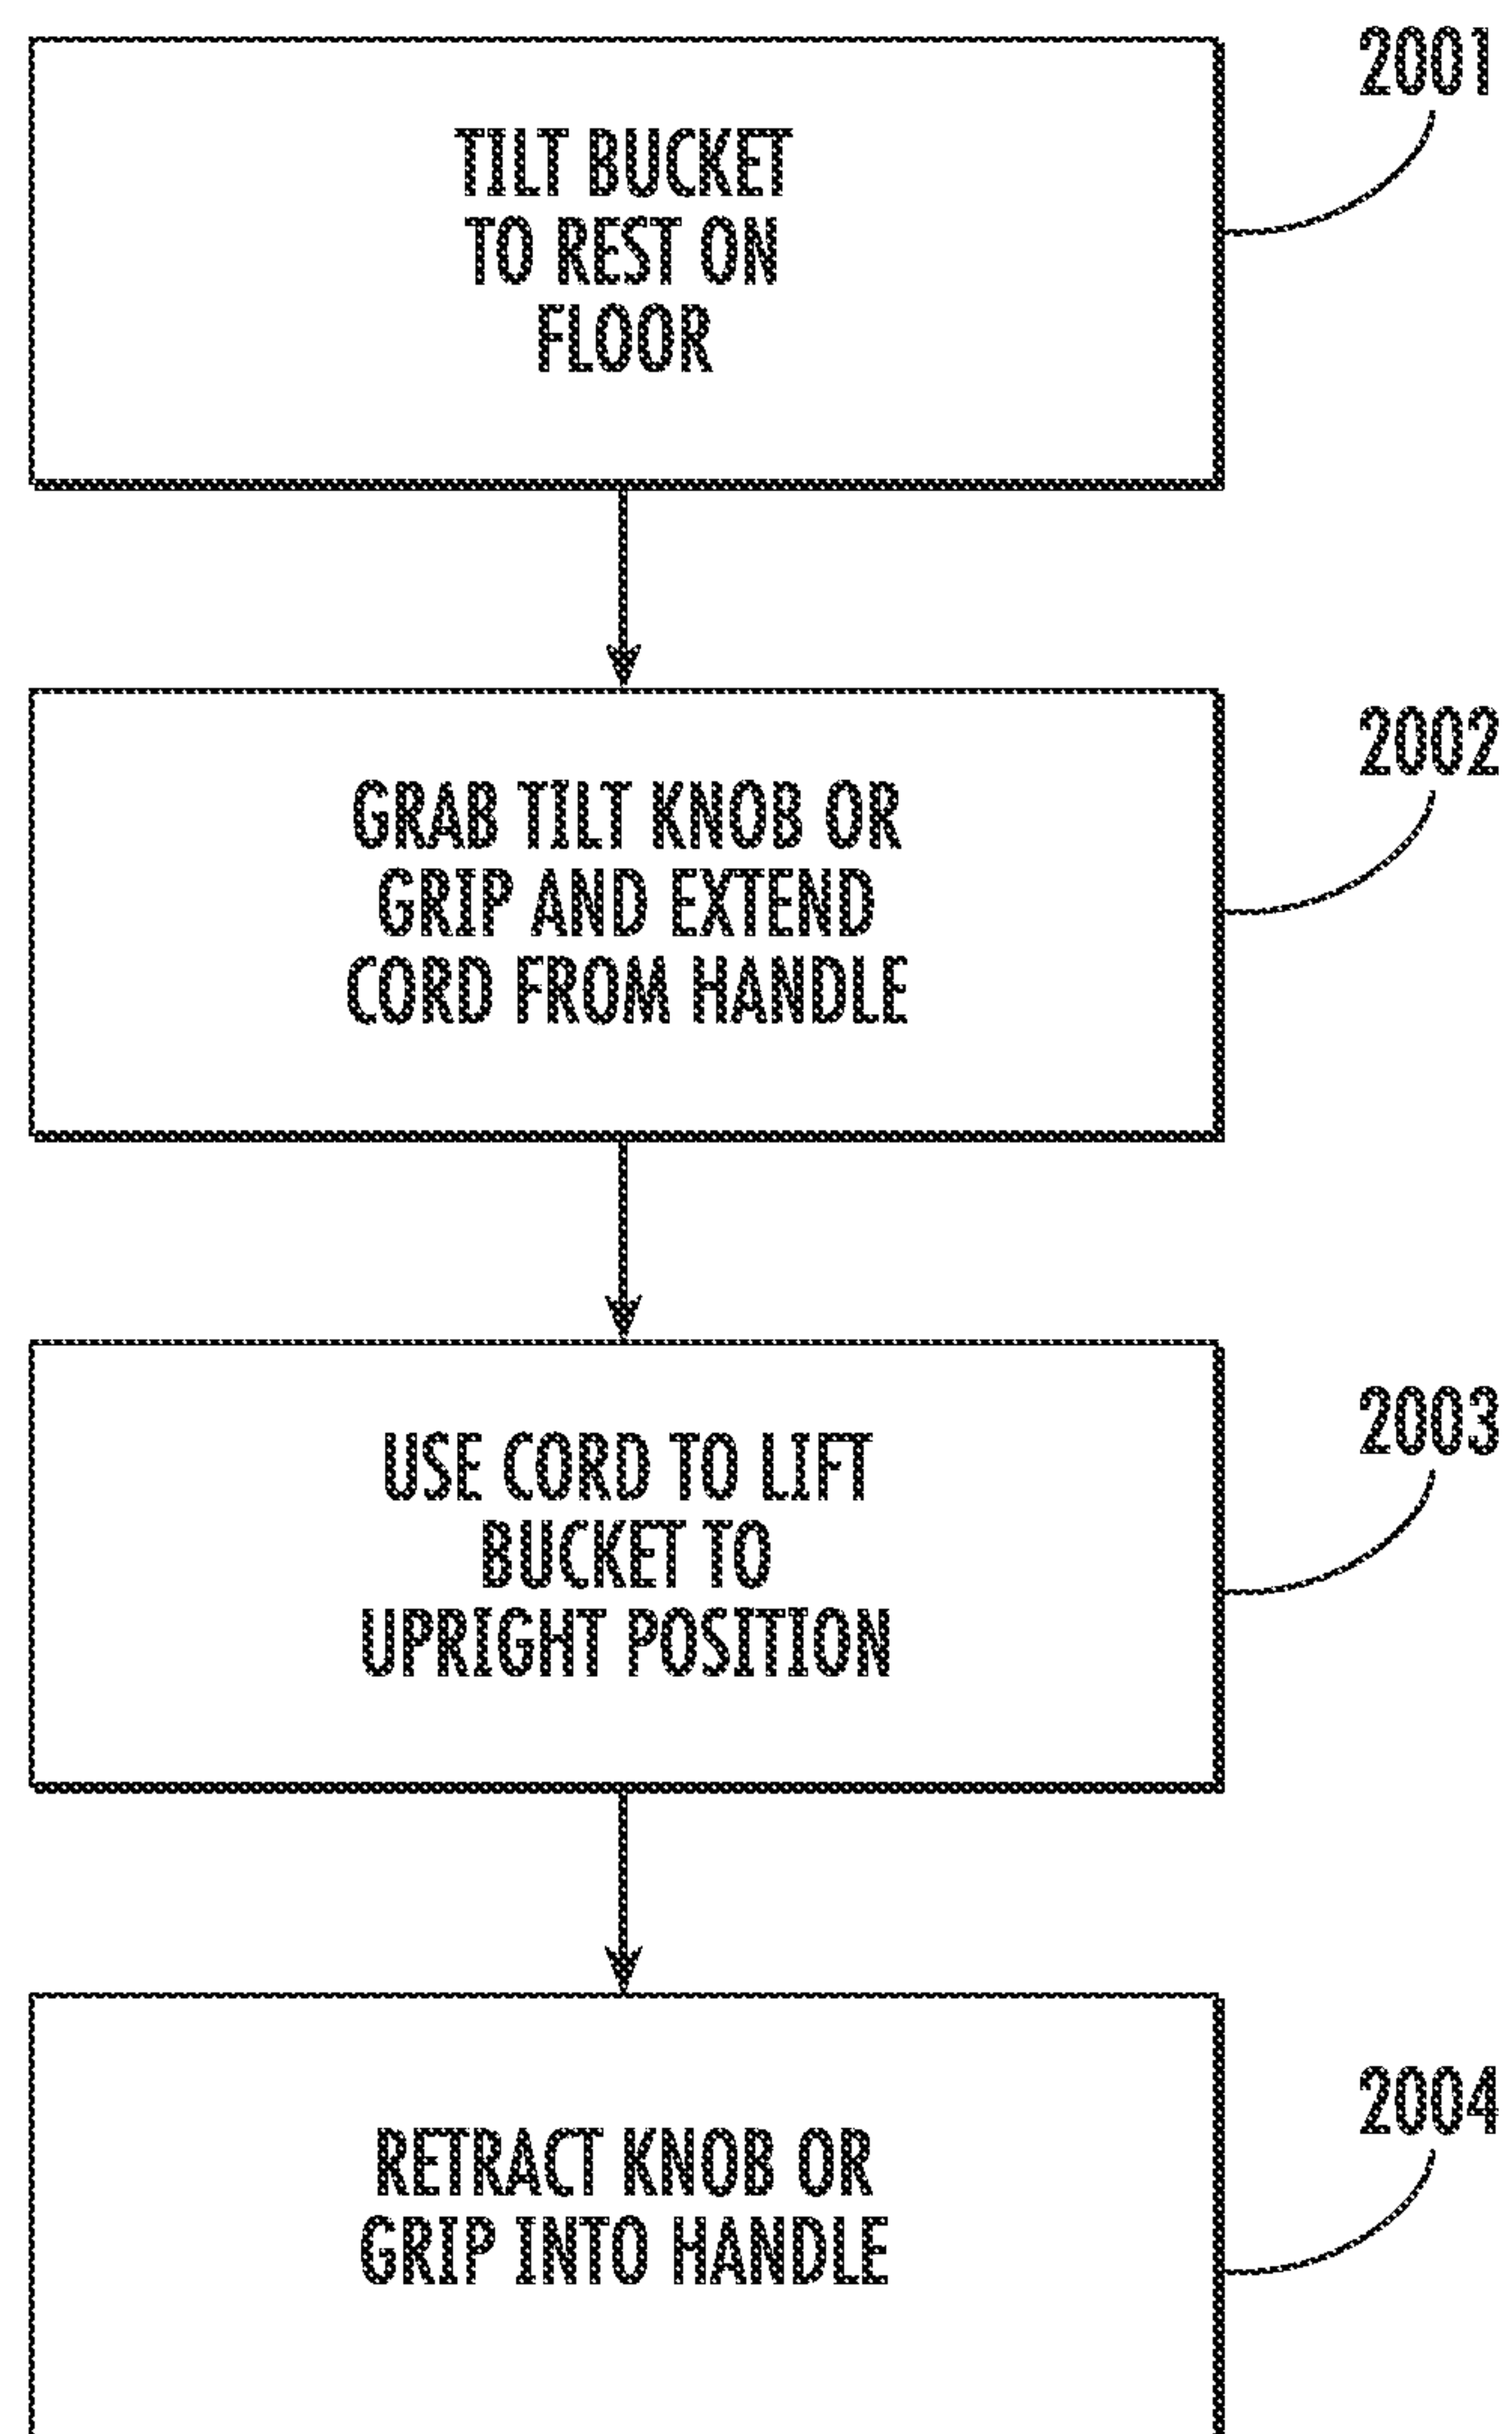 2001
TILT BUCKET
TO REST ON
FLOOR
2002
GRAB TILT KNOB OR
GRIP AND EXTEND
CORD FROM HANDLE
2003
USE CORD TO LIFT
BUCKET TO
UPRIGHT POSITION
2004
RETRACT KNOB OR
GRIP INTO HANDLE